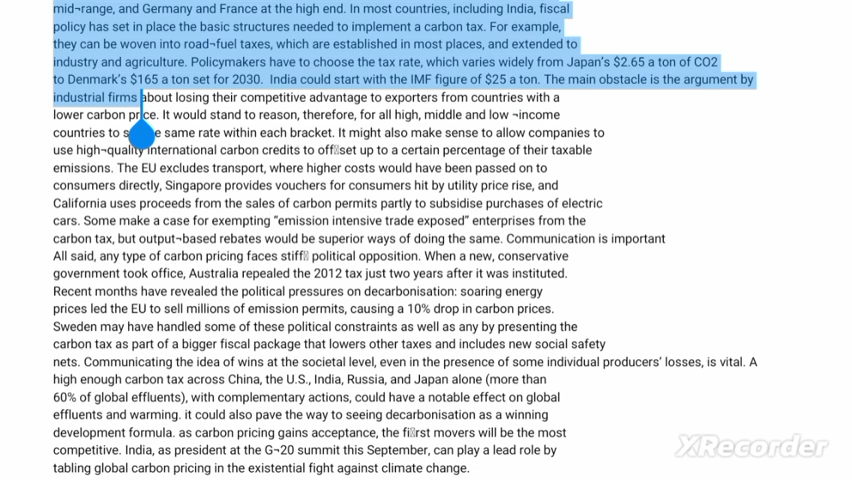 mid¬range, and Germany and France at the high end. In most countries, including India, fiscal
policy has set in place the basic structures needed to implement a carbon tax. For example,
they can be woven into road¬fuel taxes, which are established in most places, and extended to
industry and agriculture. Policymakers have to choose the tax rate, which varies widely from Japan's $2.65 a ton of CO2
to Denmark's $165 a ton set for 2030.  India could start with the IMF figure of $25 a ton. The main obstacle is the argument by
industrial firms about losing their competitive advantage to exporters from countries with a
lower carbon price. It would stand to reason, therefore, for all high, middle and low ¬income
countries to same rate within each bracket. It might also make sense to allow companies to
use high¬quality international carbon credits to off set up to a certain percentage of their taxable
emissions. The EU excludes transport, where higher costs would have been passed on to
consumers directly, Singapore provides vouchers for consumers hit by utility price rise, and
California uses proceeds from the sales of carbon permits partly to subsidise purchases of electric
cars. Some make a case for exempting “emission intensive trade exposed” enterprises from the
carbon tax, but output¬based rebates would be superior ways of doing the same. Communication is important
All said, any type of carbon pricing faces stiff political opposition. When a new, conservative
government took office, Australia repealed the 2012 tax just two years after it was instituted.
Recent months have revealed the political pressures on decarbonisation: soaring energy
prices led the EU to sell millions of emission permits, causing a 10% drop in carbon prices.
Sweden may have handled some of these political constraints as well as any by presenting the
carbon tax as part of a bigger fiscal package that lowers other taxes and includes new social safety
nets. Communicating the idea of wins at the societal level, even in the presence of some individual producers' losses, is vital. A
high enough carbon tax across China, the U.S., India, Russia, and Japan alone (more than
60% of global effluents), with complementary actions, could have a notable effect on global
effluents and warming. it could also pave the way to seeing decarbonisation as a winning
development formula. as carbon pricing gains acceptance, the fi rst movers will be the most
competitive. India, as president at the G¬20 summit this September, can play a lead role by
tabling global carbon pricing in the existential fight against climate change.
XRecorder